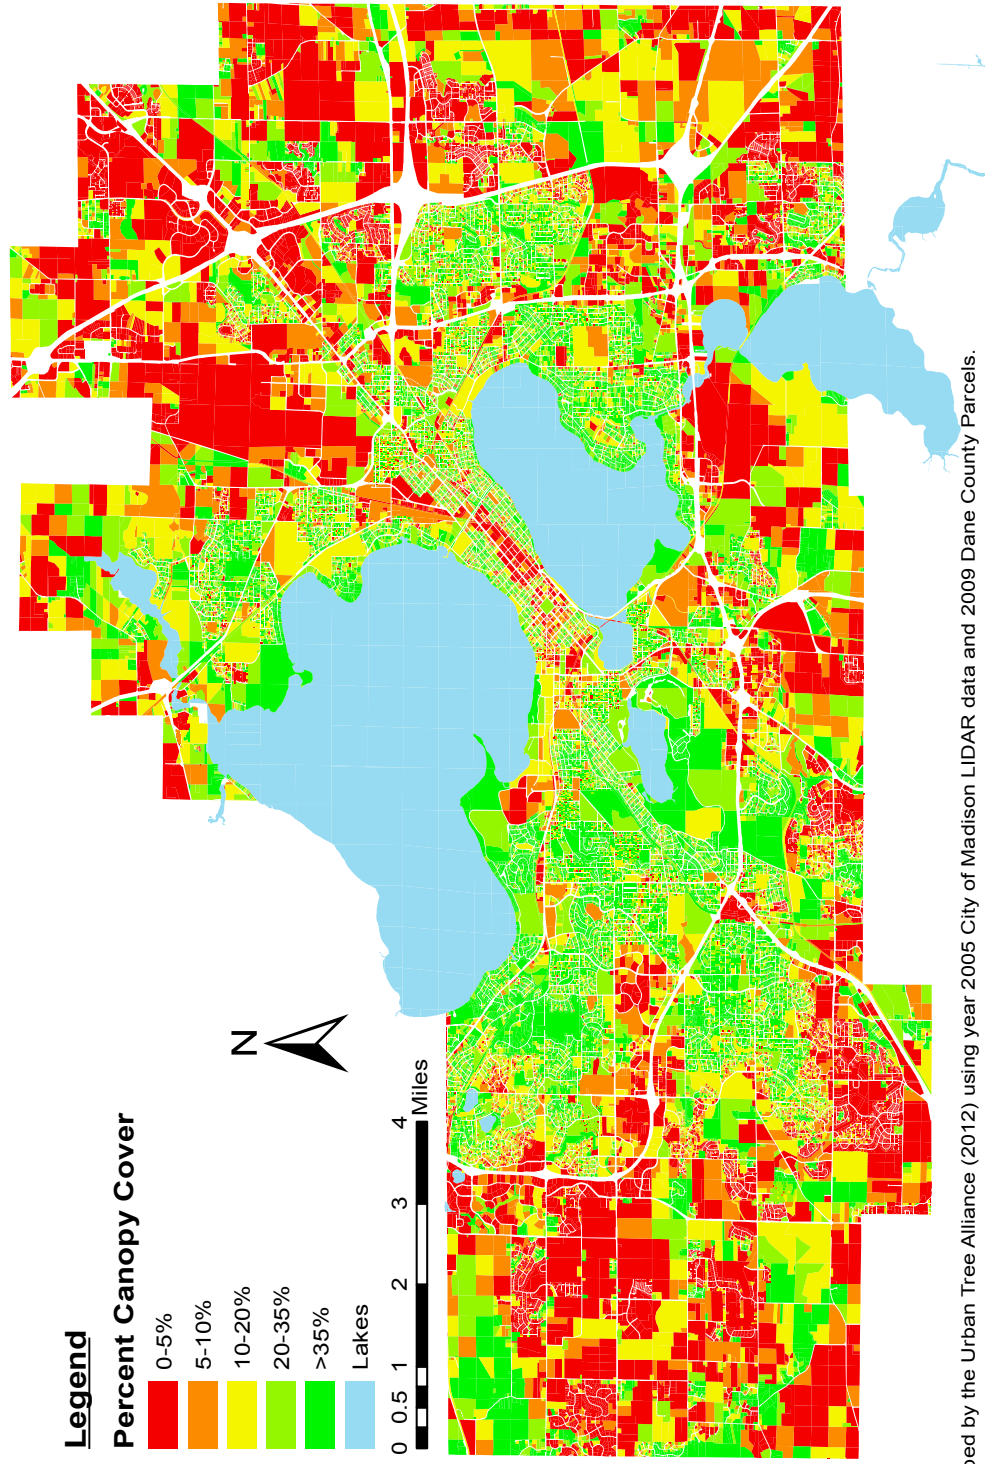 Legend
Percent Canopy Cover
0-5%
5-10%
10-20%
20-35%
>35%
Lakes
0 0.5 1 2 3 4
Miles
N
by the Urban Tree Alliance (2012) using year 2005 City of Madison LIDAR data and 2009 Dane County Parcels.